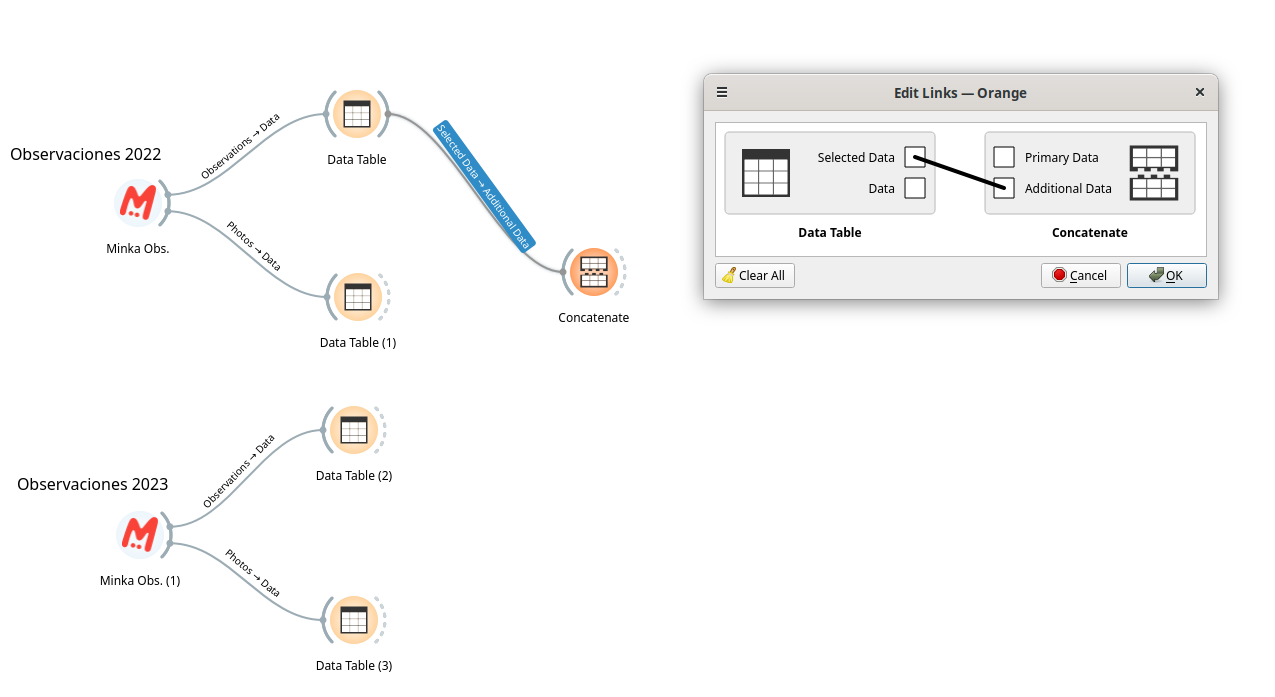 Observaciones 2022
Minka Obs.
Observations → Data
Photos → Data
Data Table
Data Table (1)
Selected Data → Additional Data
Concatenate
Observaciones 2023
Minka Obs. (1)
Observations → Data
Photos → Data
Data Table (2)
Data Table (3)
Edit Links — Orange
Selected Data
Data
Data Table
Primary Data
Additional Data
Concatenate
Clear All
Cancel
OK